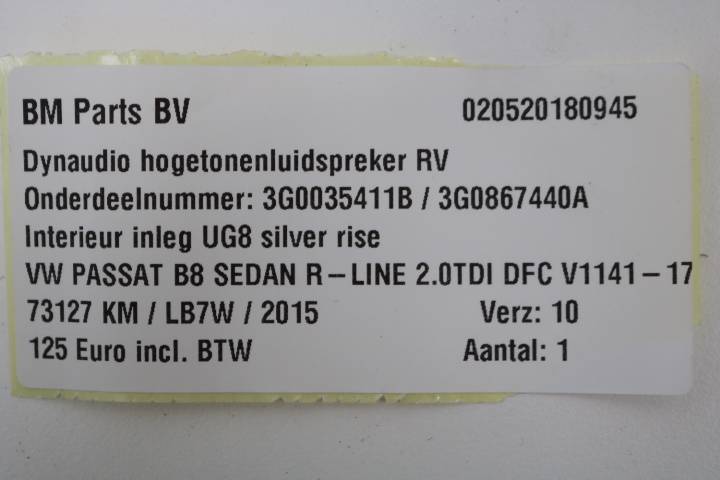 BM Parts BV 020520180945
Dynaudio hogetonenluidspreker RV
Onderdeelnummer: 3G0035411B / 3G0867440A
Interieur inleg UG8 silver rise
VW PASSAT B8 SEDAN R-LINE 2.0TDI DFC V1141-17
73127 KM / LB7W / 2015 Verz: 10
125 Euro incl. BTW Aantal: 1